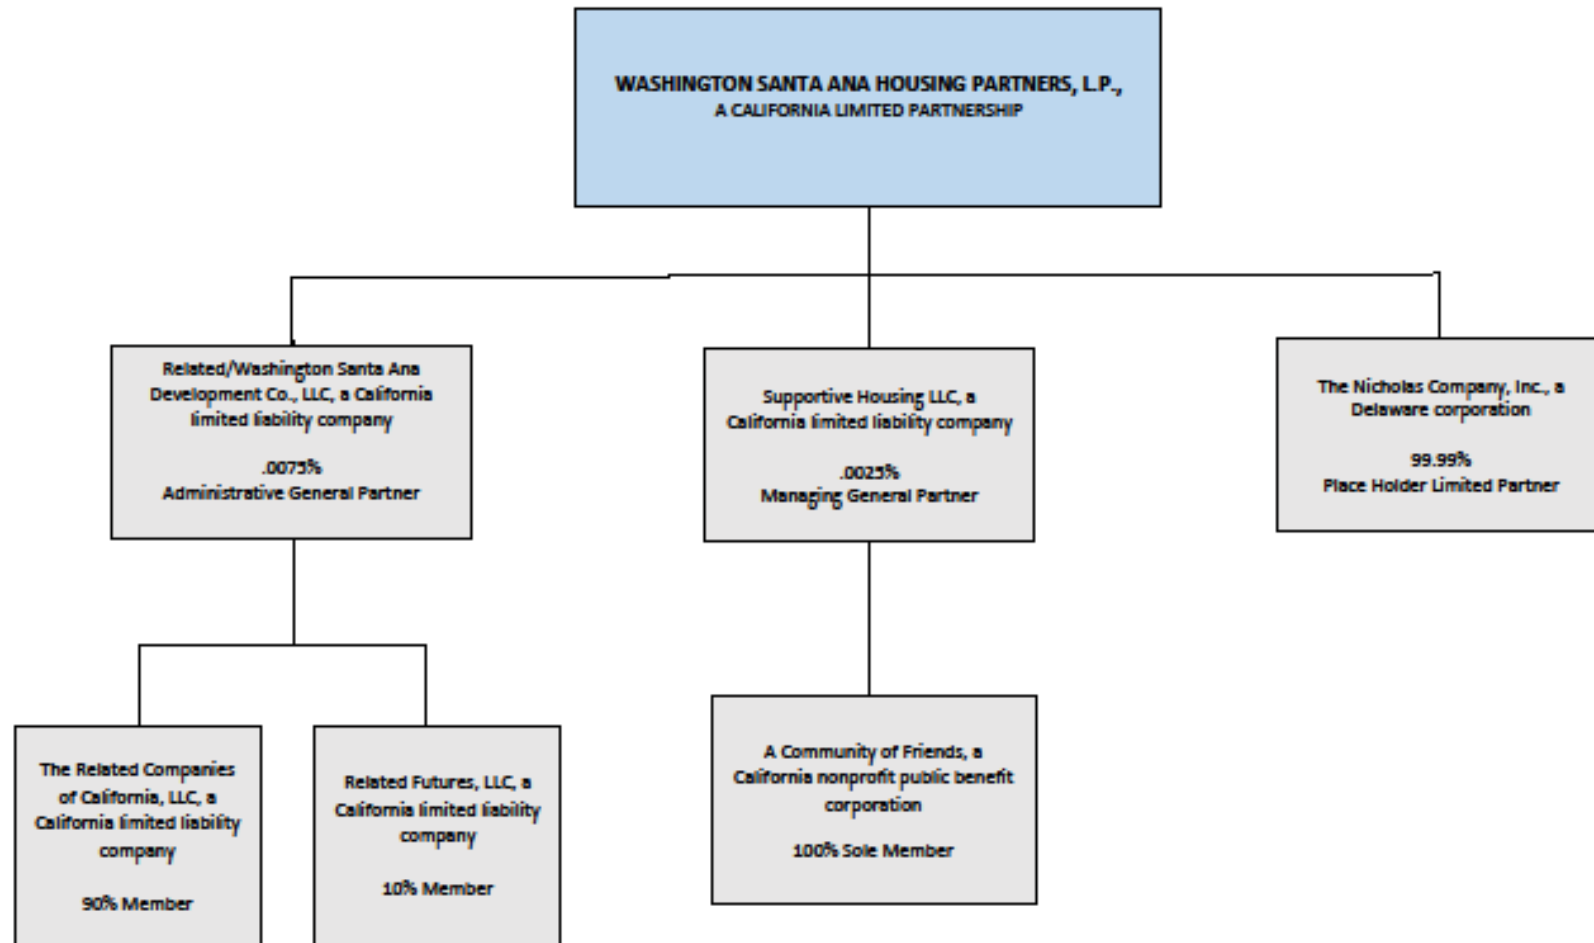 WASHINGTON SANTA ANA HOUSING PARTNERS, L.P.,
A CALIFORNIA LIMITED PARTNERSHIP
Related/Washington Santa Ana
Development Co., LLC, a California
limited liability company
.0075%
Administrative General Partner
Supportive Housing LLC, a
California limited liability company
.0025%
Managing General Partner
The Nicholas Company, Inc., a
Delaware corporation
99.99%
Place Holder Limited Partner
The Related Companies
of California, LLC, a
California limited liability
company
90% Member
Related Futures, LLC, a
California limited liability
company
10% Member
A Community of Friends, a
California nonprofit public benefit
corporation
100% Sole Member